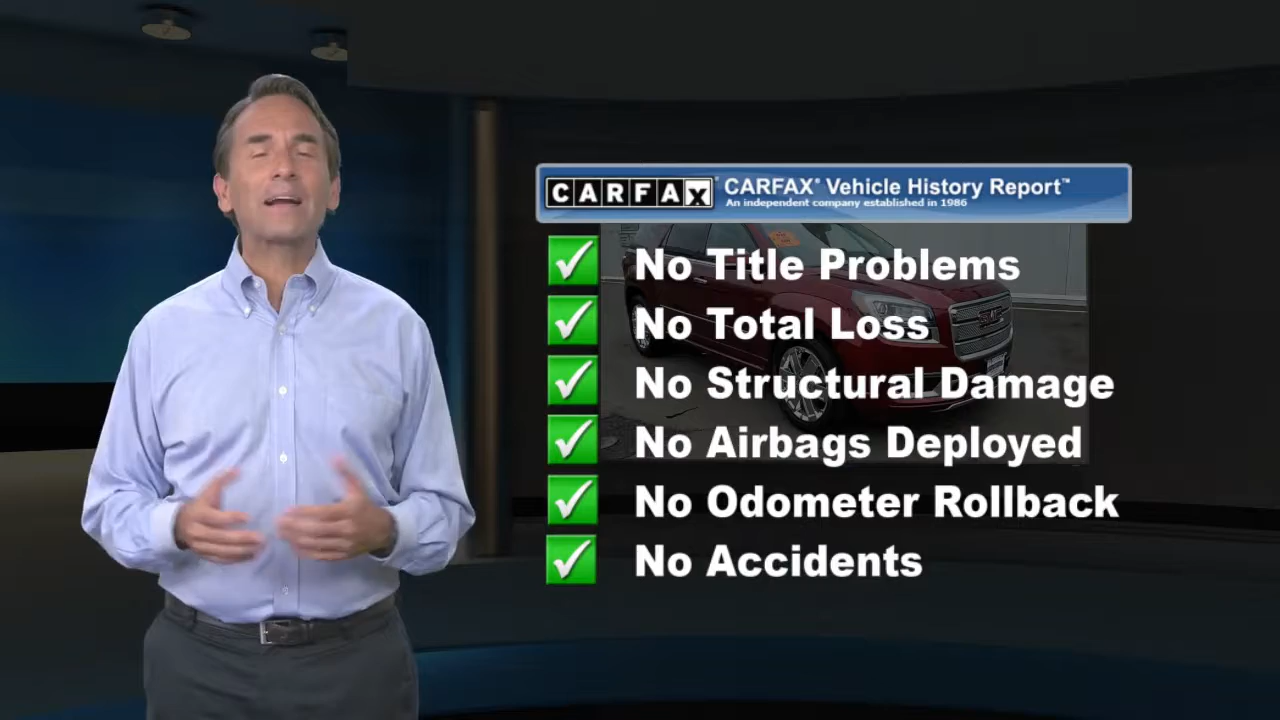 CARFAX® CARFAX® Vehicle History Report™
An independent company established in 1986
No Title Problems
No Total Loss
No Structural Damage
No Airbags Deployed
No Odometer Rollback
No Accidents
GMC